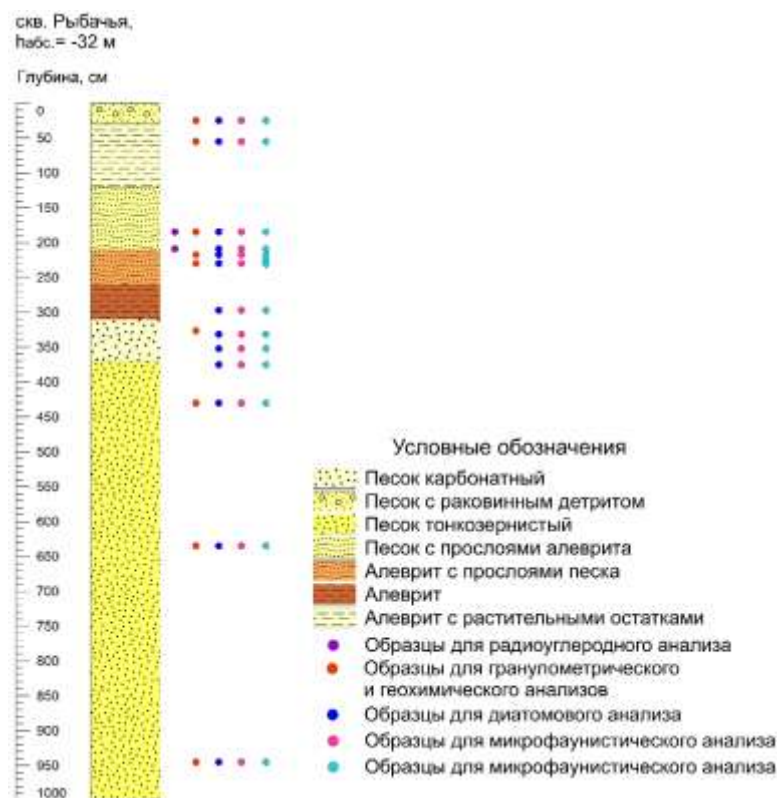 скв. Рыбачья,
hабс.= -32 м
Глубина, см
0
50
100
150
200
250
300
350
400
450
500
550
600
650
700
750
800
850
900
950
1000
Условные обозначения
Песок карбонатный
Песок с раковинным детритом
Песок тонкозернистый
Песок с прослоями алеврита
Алеврит с прослоями песка
Алеврит
Алеврит с растительными остатками
Образцы для радиоуглеродного анализа
Образцы для гранулометрического
и геохимического анализов
Образцы для диатомового анализа
Образцы для микрофаунистического анализа
Образцы для микрофаунистического анализа